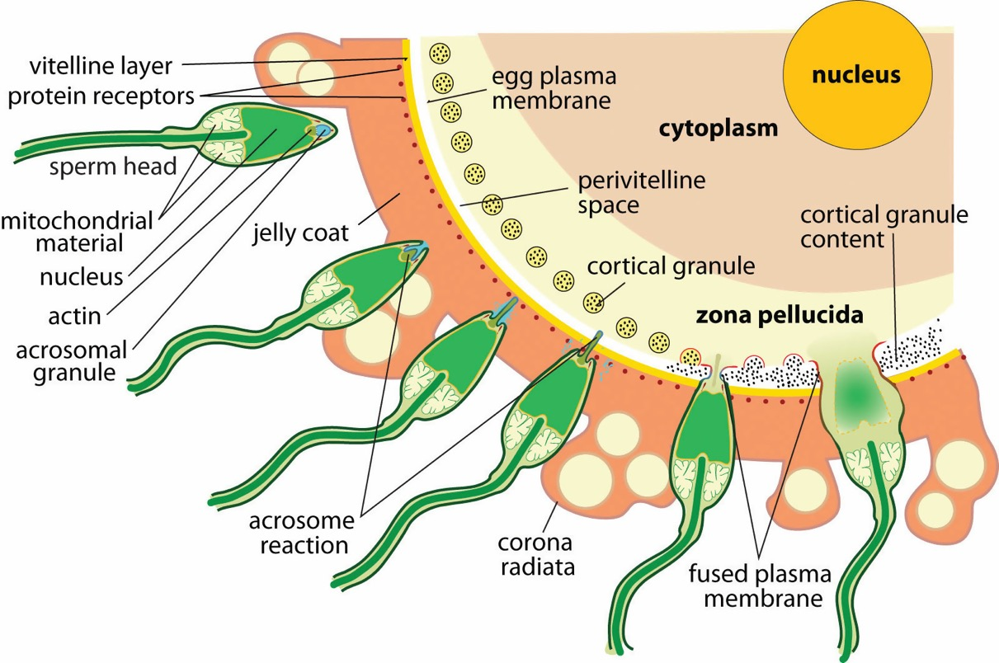 vitelline layer
protein receptors
sperm head
mitochondrial
material
nucleus
actin
acrosomal
granule
jelly coat
egg plasma
membrane
nucleus
cytoplasm
perivitelline
space
cortical granule
content
cortical granule
zona pellucida
acrosome
reaction
corona
radiata
fused plasma
membrane